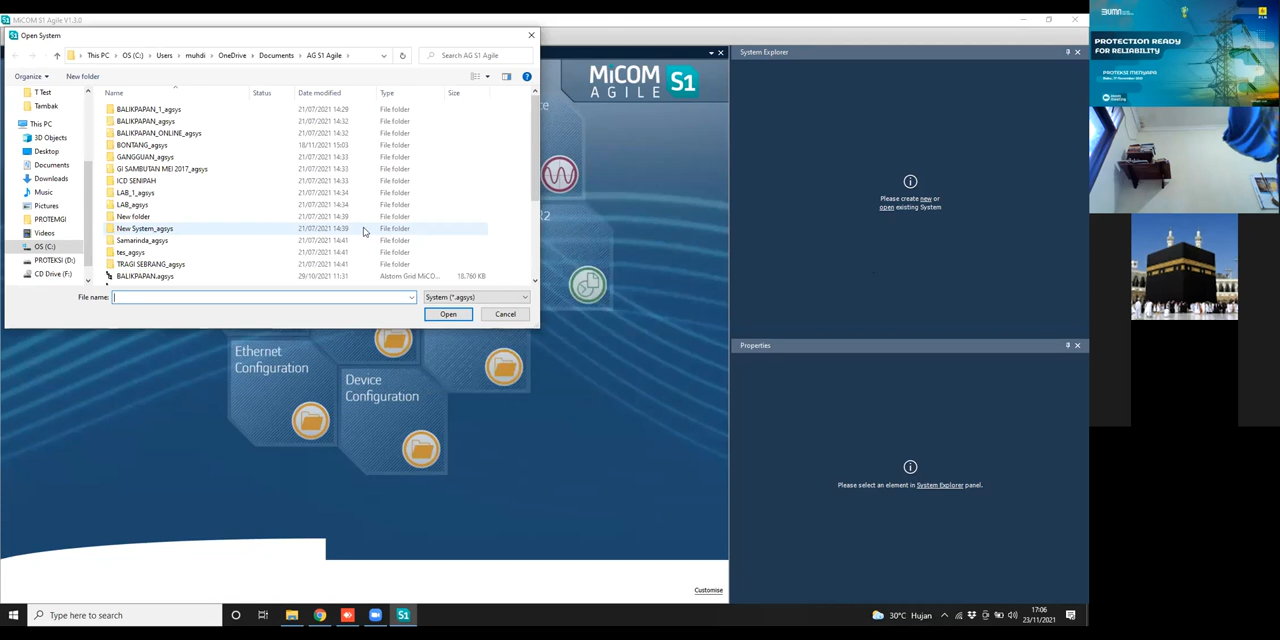 MiCOM S1 Agile V1.3.0
Open System
This PC > OS (C:) > Users > muhdi > OneDrive > Documents > AG S1 Agile >
Search AG S1 Agile
Organize
New folder
Name
Status
Date modified
Type
Size
T Test
Tambak
This PC
3D Objects
Desktop
Documents
Downloads
Music
Pictures
PROTEMGI
Videos
OS (C:)
PROTEKSI (D:)
CD Drive (F:)
BALIKPAPAN_1_agsys 21/07/2021 14:29 File folder
BALIKPAPAN_agsys 21/07/2021 14:32 File folder
BALIKPAPAN_ONLINE_agsys 21/07/2021 14:32 File folder
BONTANG_agsys 18/11/2021 15:03 File folder
GANGGUAN_agsys 21/07/2021 14:33 File folder
GI SAMBUTAN MEI 2017_agsys 21/07/2021 14:33 File folder
ICD SENIPAH 21/07/2021 14:33 File folder
LAB_1_agsys 21/07/2021 14:34 File folder
LAB_agsys 21/07/2021 14:34 File folder
New folder 21/07/2021 14:39 File folder
New System_agsys 21/07/2021 14:39 File folder
Samarinda_agsys 21/07/2021 14:41 File folder
tes_agsys 21/07/2021 14:41 File folder
TRAGI SEBRANG_agsys 21/07/2021 14:41 File folder
BALIKPAPAN.agsys 29/10/2021 11:31 Alstom Grid MiCO... 18.760 KB
File name:
System (*.agsys)
Open
Cancel
MiCOM
AGILE
S1
R2
Ethernet
Configuration
Device
Configuration
Customise
System Explorer
Please create new or
open existing System
Properties
Please select an element in System Explorer panel.
BUMN
PLN
PROTECTION READY
FOR RELIABILITY
PROTEKSI MENYAPA
Type here to search
30°C Hujan
17:06
23/11/2021